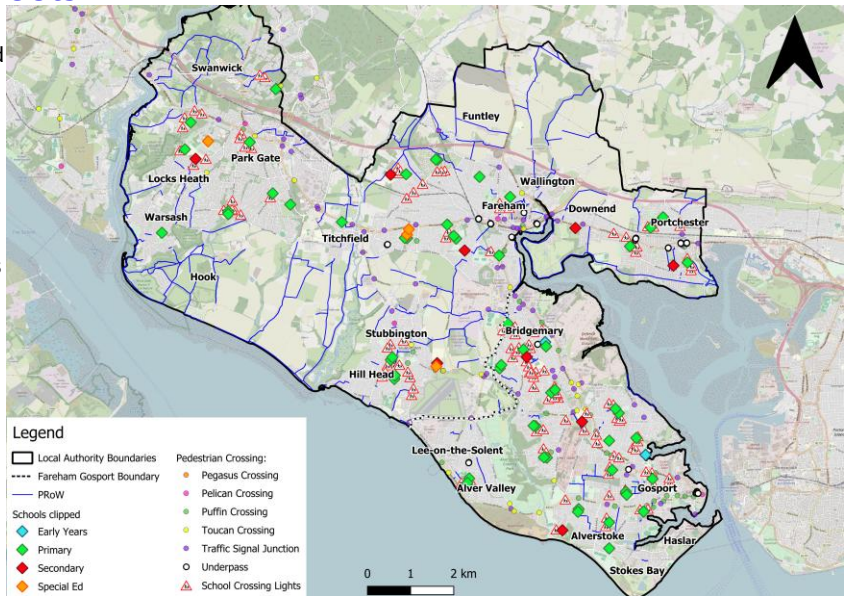 Swanwick
Funtley
Park Gate
Wallington
Locks Heath
Fareham
Downend
Warsash
Portchester
Titchfield
Hook
Stubbington
Bridgemary
Hill Head
Lee-on-the-Solent
Alver Valley
Gosport
Alverstoke
Haslar
Stokes Bay
Legend
Local Authority Boundaries
Fareham Gosport Boundary
PRoW
Schools clipped
Early Years
Primary
Secondary
Special Ed
Pedestrian Crossing:
Pegasus Crossing
Pelican Crossing
Puffin Crossing
Toucan Crossing
Traffic Signal Junction
Underpass
School Crossing Lights
0 1 2 km